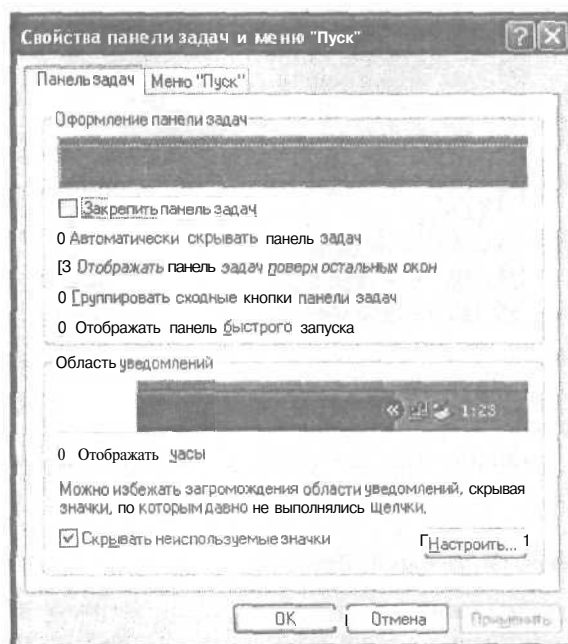 Свойства панели задач и меню "Пуск"
Панель задач Меню "Пуск"
Оформление панели задач
Закрепить панель задач
0 Автоматически скрывать панель задач
[3 Отображать панель задач поверх остальных окон
0 Группировать сходные кнопки панели задач
0 Отображать панель быстрого запуска
Область уведомлений
« 1:23
0 Отображать часы
Можно избежать загромождения области уведомлений, скрывая
значки, по которым давно не выполнялись щелчки.
Скрывать неиспользуемые значки Настроить...
ОК Отмена Применить